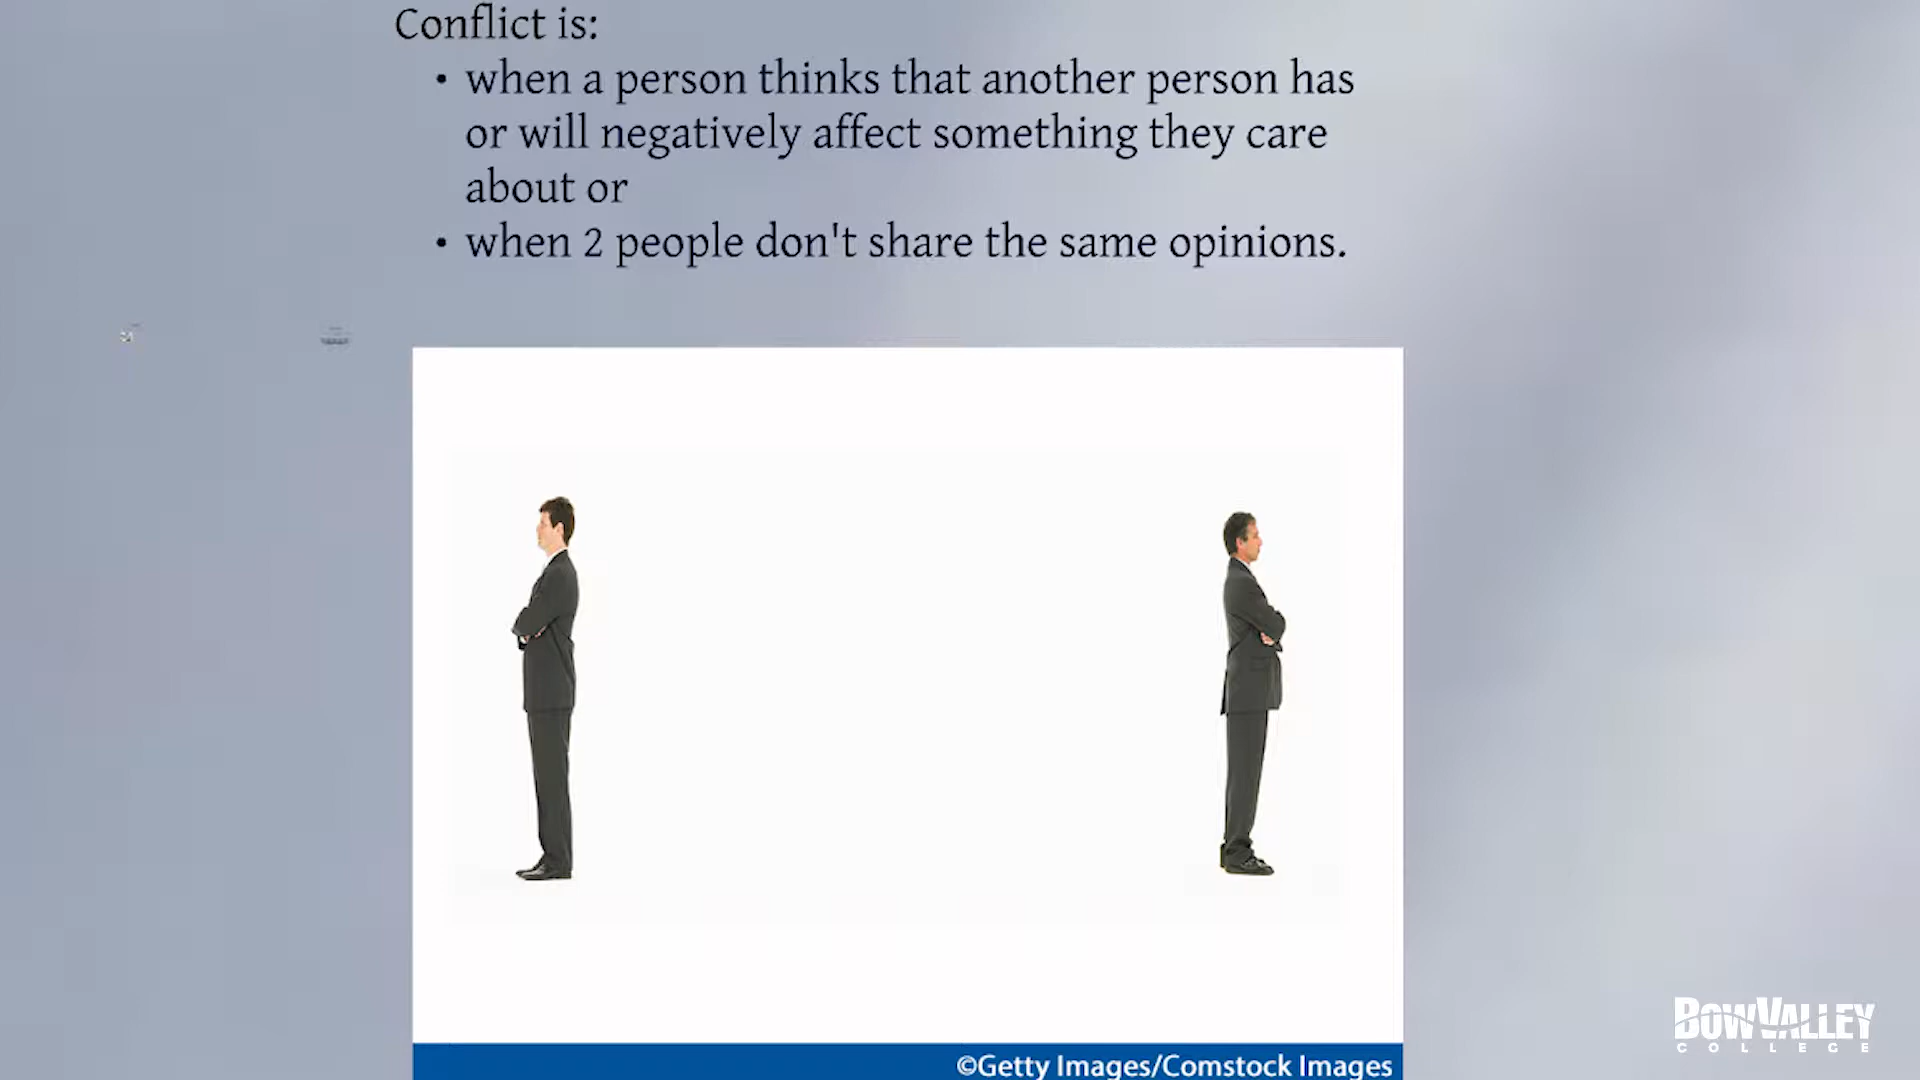 Conflict is:
• when a person thinks that another person has
or will negatively affect something they care
about or
• when 2 people don't share the same opinions.
©Getty Images/Comstock Images
BOW VALLEY
COLLEGE